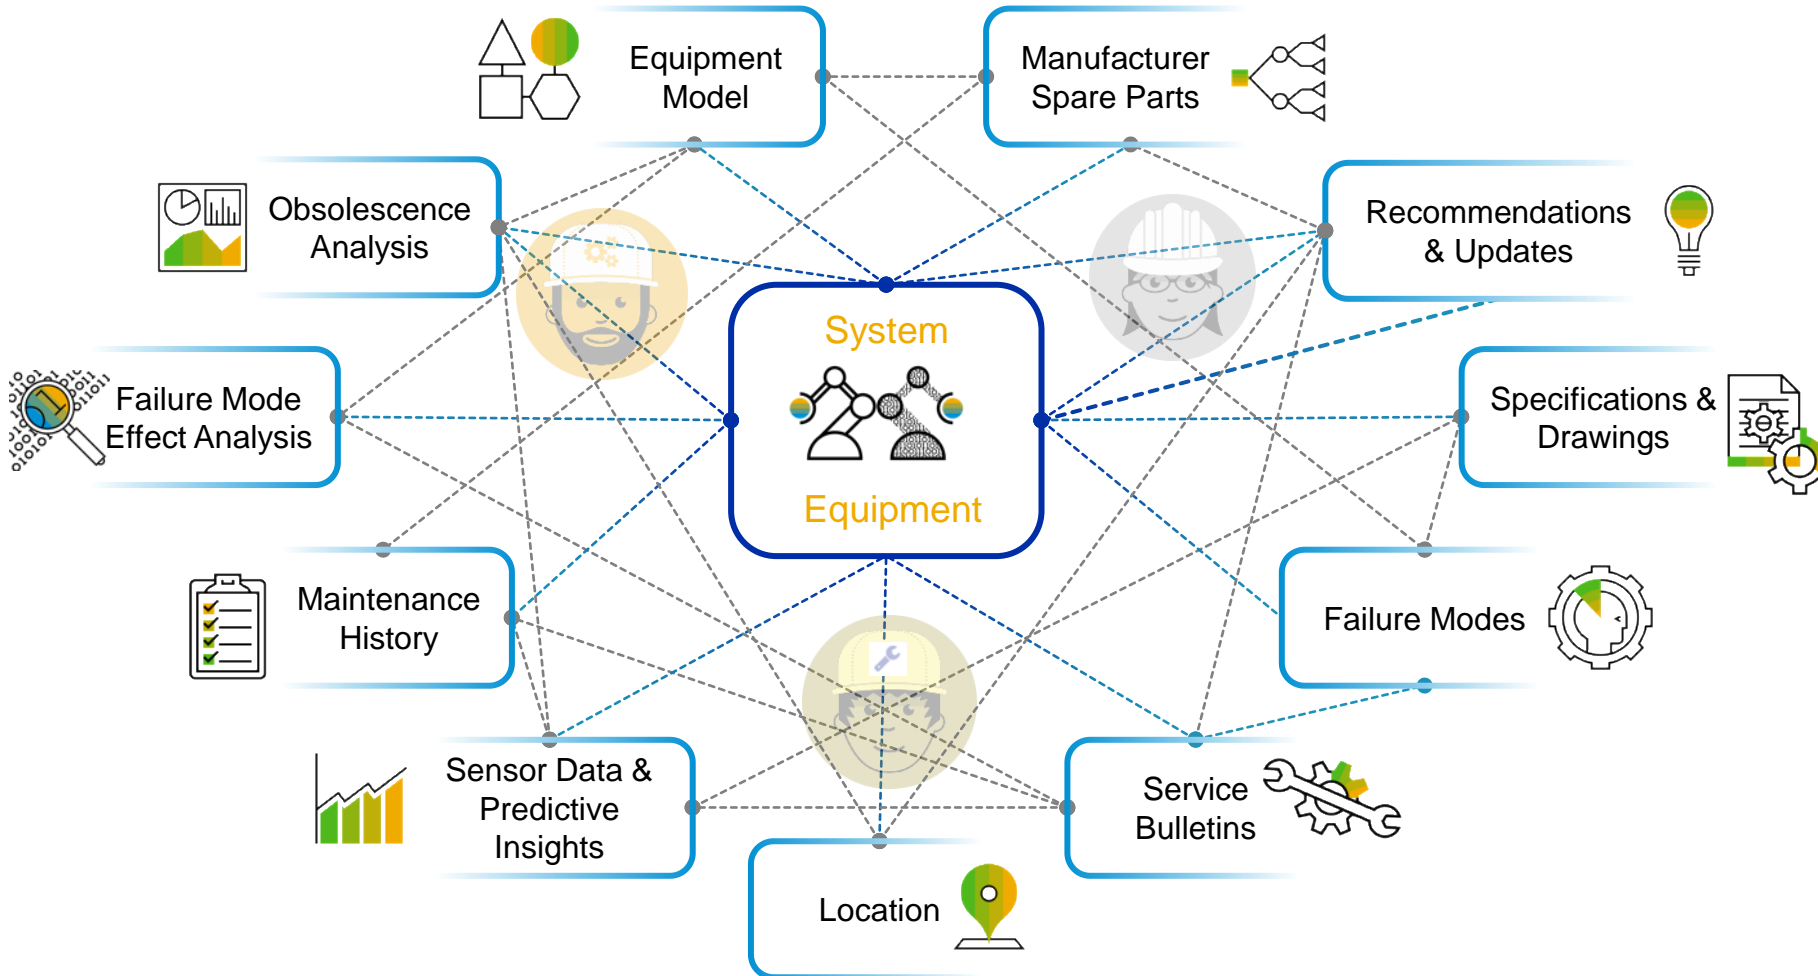 Equipment
Model
Manufacturer
Spare Parts
Obsolescence
Analysis
Recommendations
& Updates
System
Equipment
Failure Mode
Effect Analysis
Specifications &
Drawings
Maintenance
History
Failure Modes
Sensor Data &
Predictive
Insights
Service
Bulletins
Location